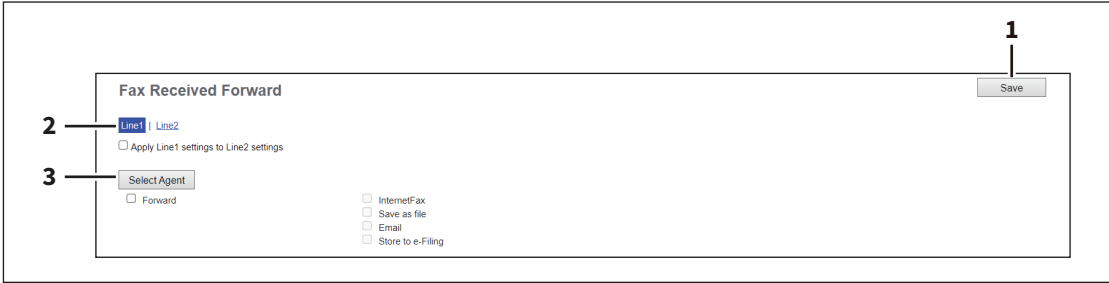 1
Fax Received Forward
Save
2
Line1 | Line2
Apply Line1 settings to Line2 settings
3
Select Agent
Forward
InternetFax
Save as file
Email
Store to e-Filing